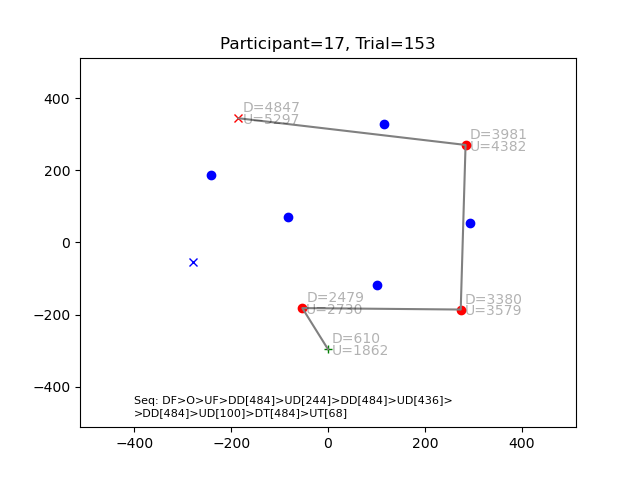 Participant=17, Trial=153
400
200
0
−200
−400
D=4847
U=5297
D=3981
U=4382
D=2479
U=2730
D=3380
U=3579
D=610
U=1862
Seq: DF>O>UF>DD[484]>UD[244]>DD[484]>UD[436]>
>DD[484]>UD[100]>DT[484]>UT[68]
−400 −200 0 200 400